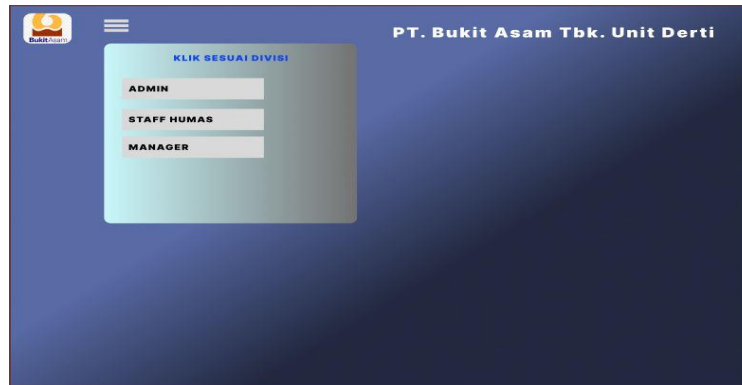 BukitAsam
PT. Bukit Asam Tbk. Unit Derti
KLIK SESUAI DIVISI
ADMIN
STAFF HUMAS
MANAGER